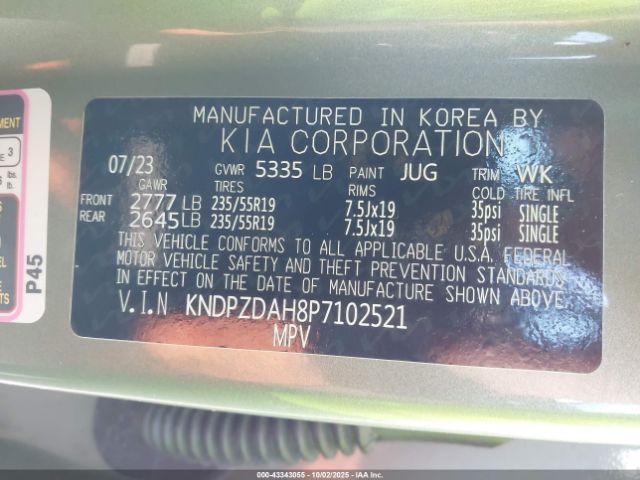 MANUFACTURED IN KOREA BY
KIA CORPORATION
07/23 GVWR 5335 LB PAINT JUG TRIM WK
GAWR TIRES RIMS COLD TIRE INFL
FRONT 2777 LB 235/55R19 7.5Jx19 35psi SINGLE
REAR 2645 LB 235/55R19 7.5Jx19 35psi SINGLE
THIS VEHICLE CONFORMS TO ALL APPLICABLE U.S.A. FEDERAL
MOTOR VEHICLE SAFETY AND THEFT PREVENTION STANDARDS
IN EFFECT ON THE DATE OF MANUFACTURE SHOWN ABOVE.
V.I.N KNDPZDAH8P7102521
MPV
P45
3
lbs.
lb.
000-43343055 - 10/02/2025 - IAA, Inc.